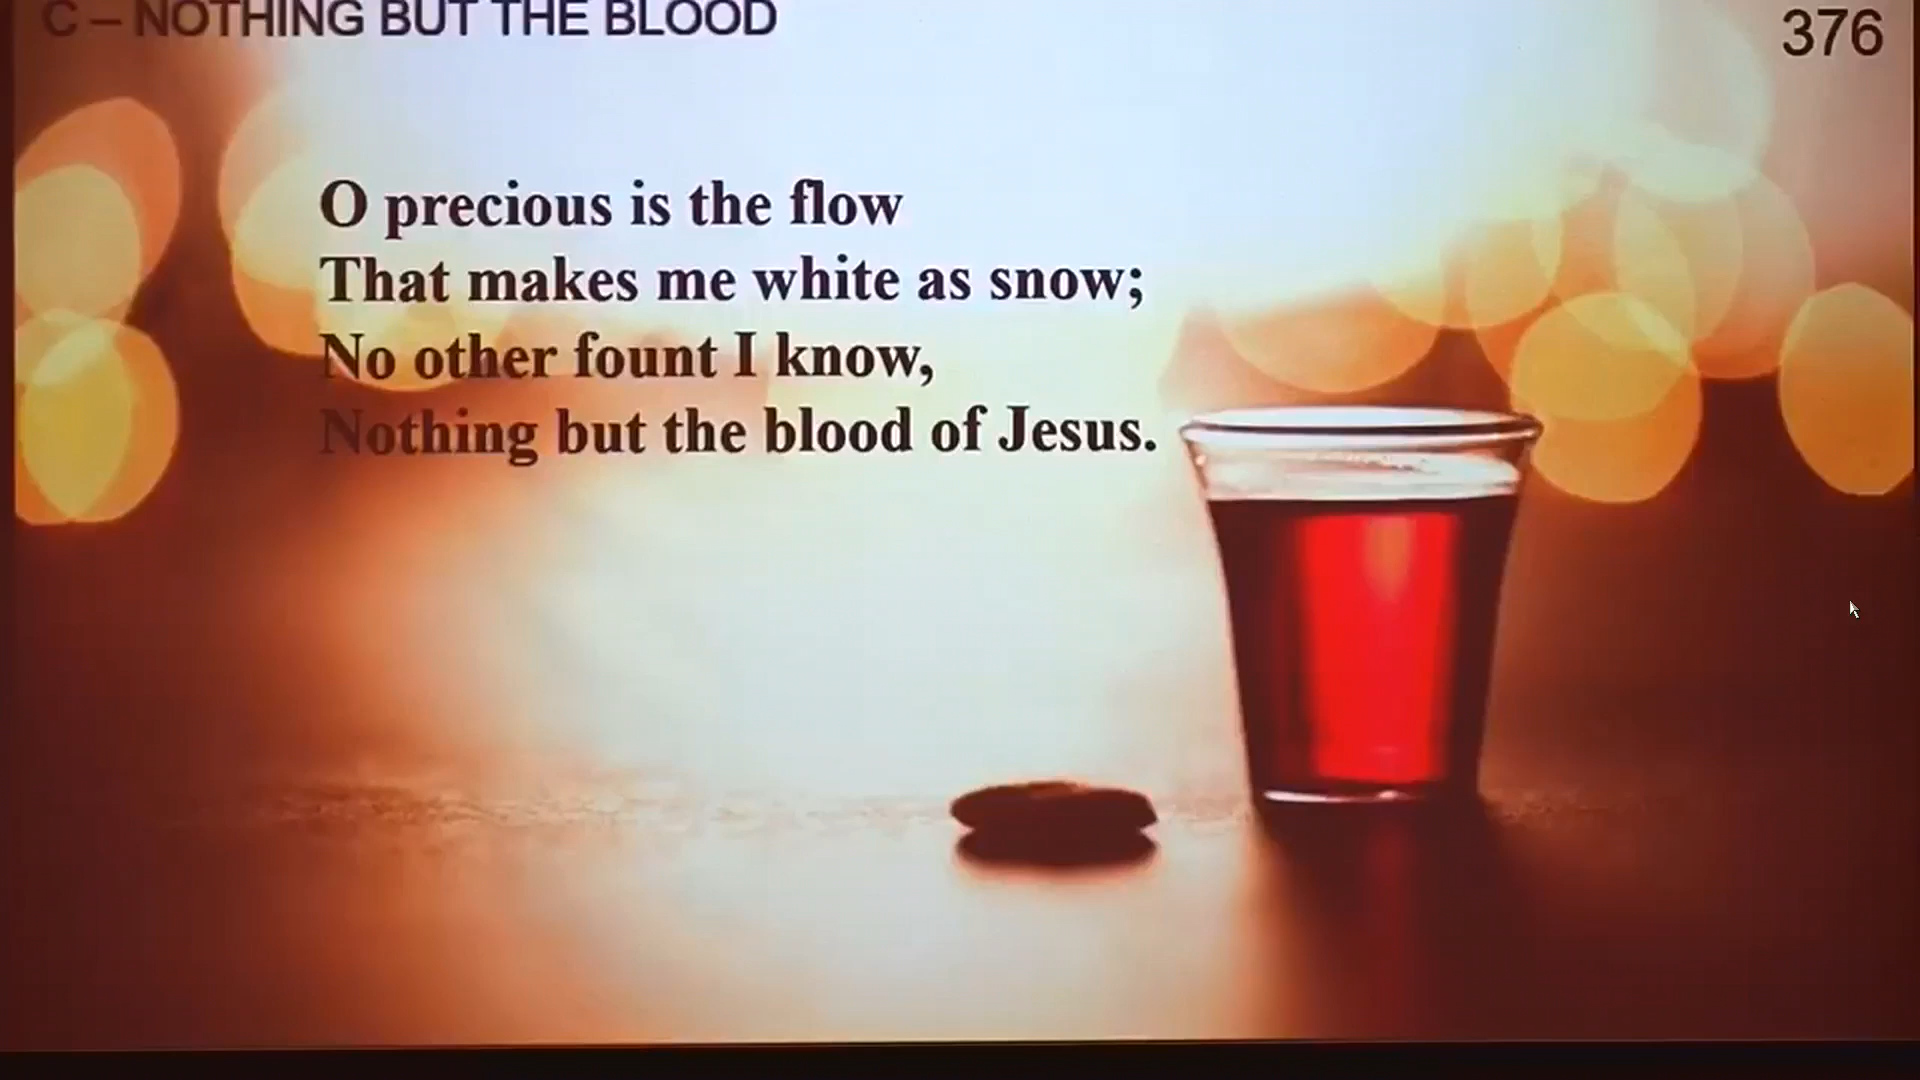 C – NOTHING BUT THE BLOOD
376
O precious is the flow
That makes me white as snow;
No other fount I know,
Nothing but the blood of Jesus.